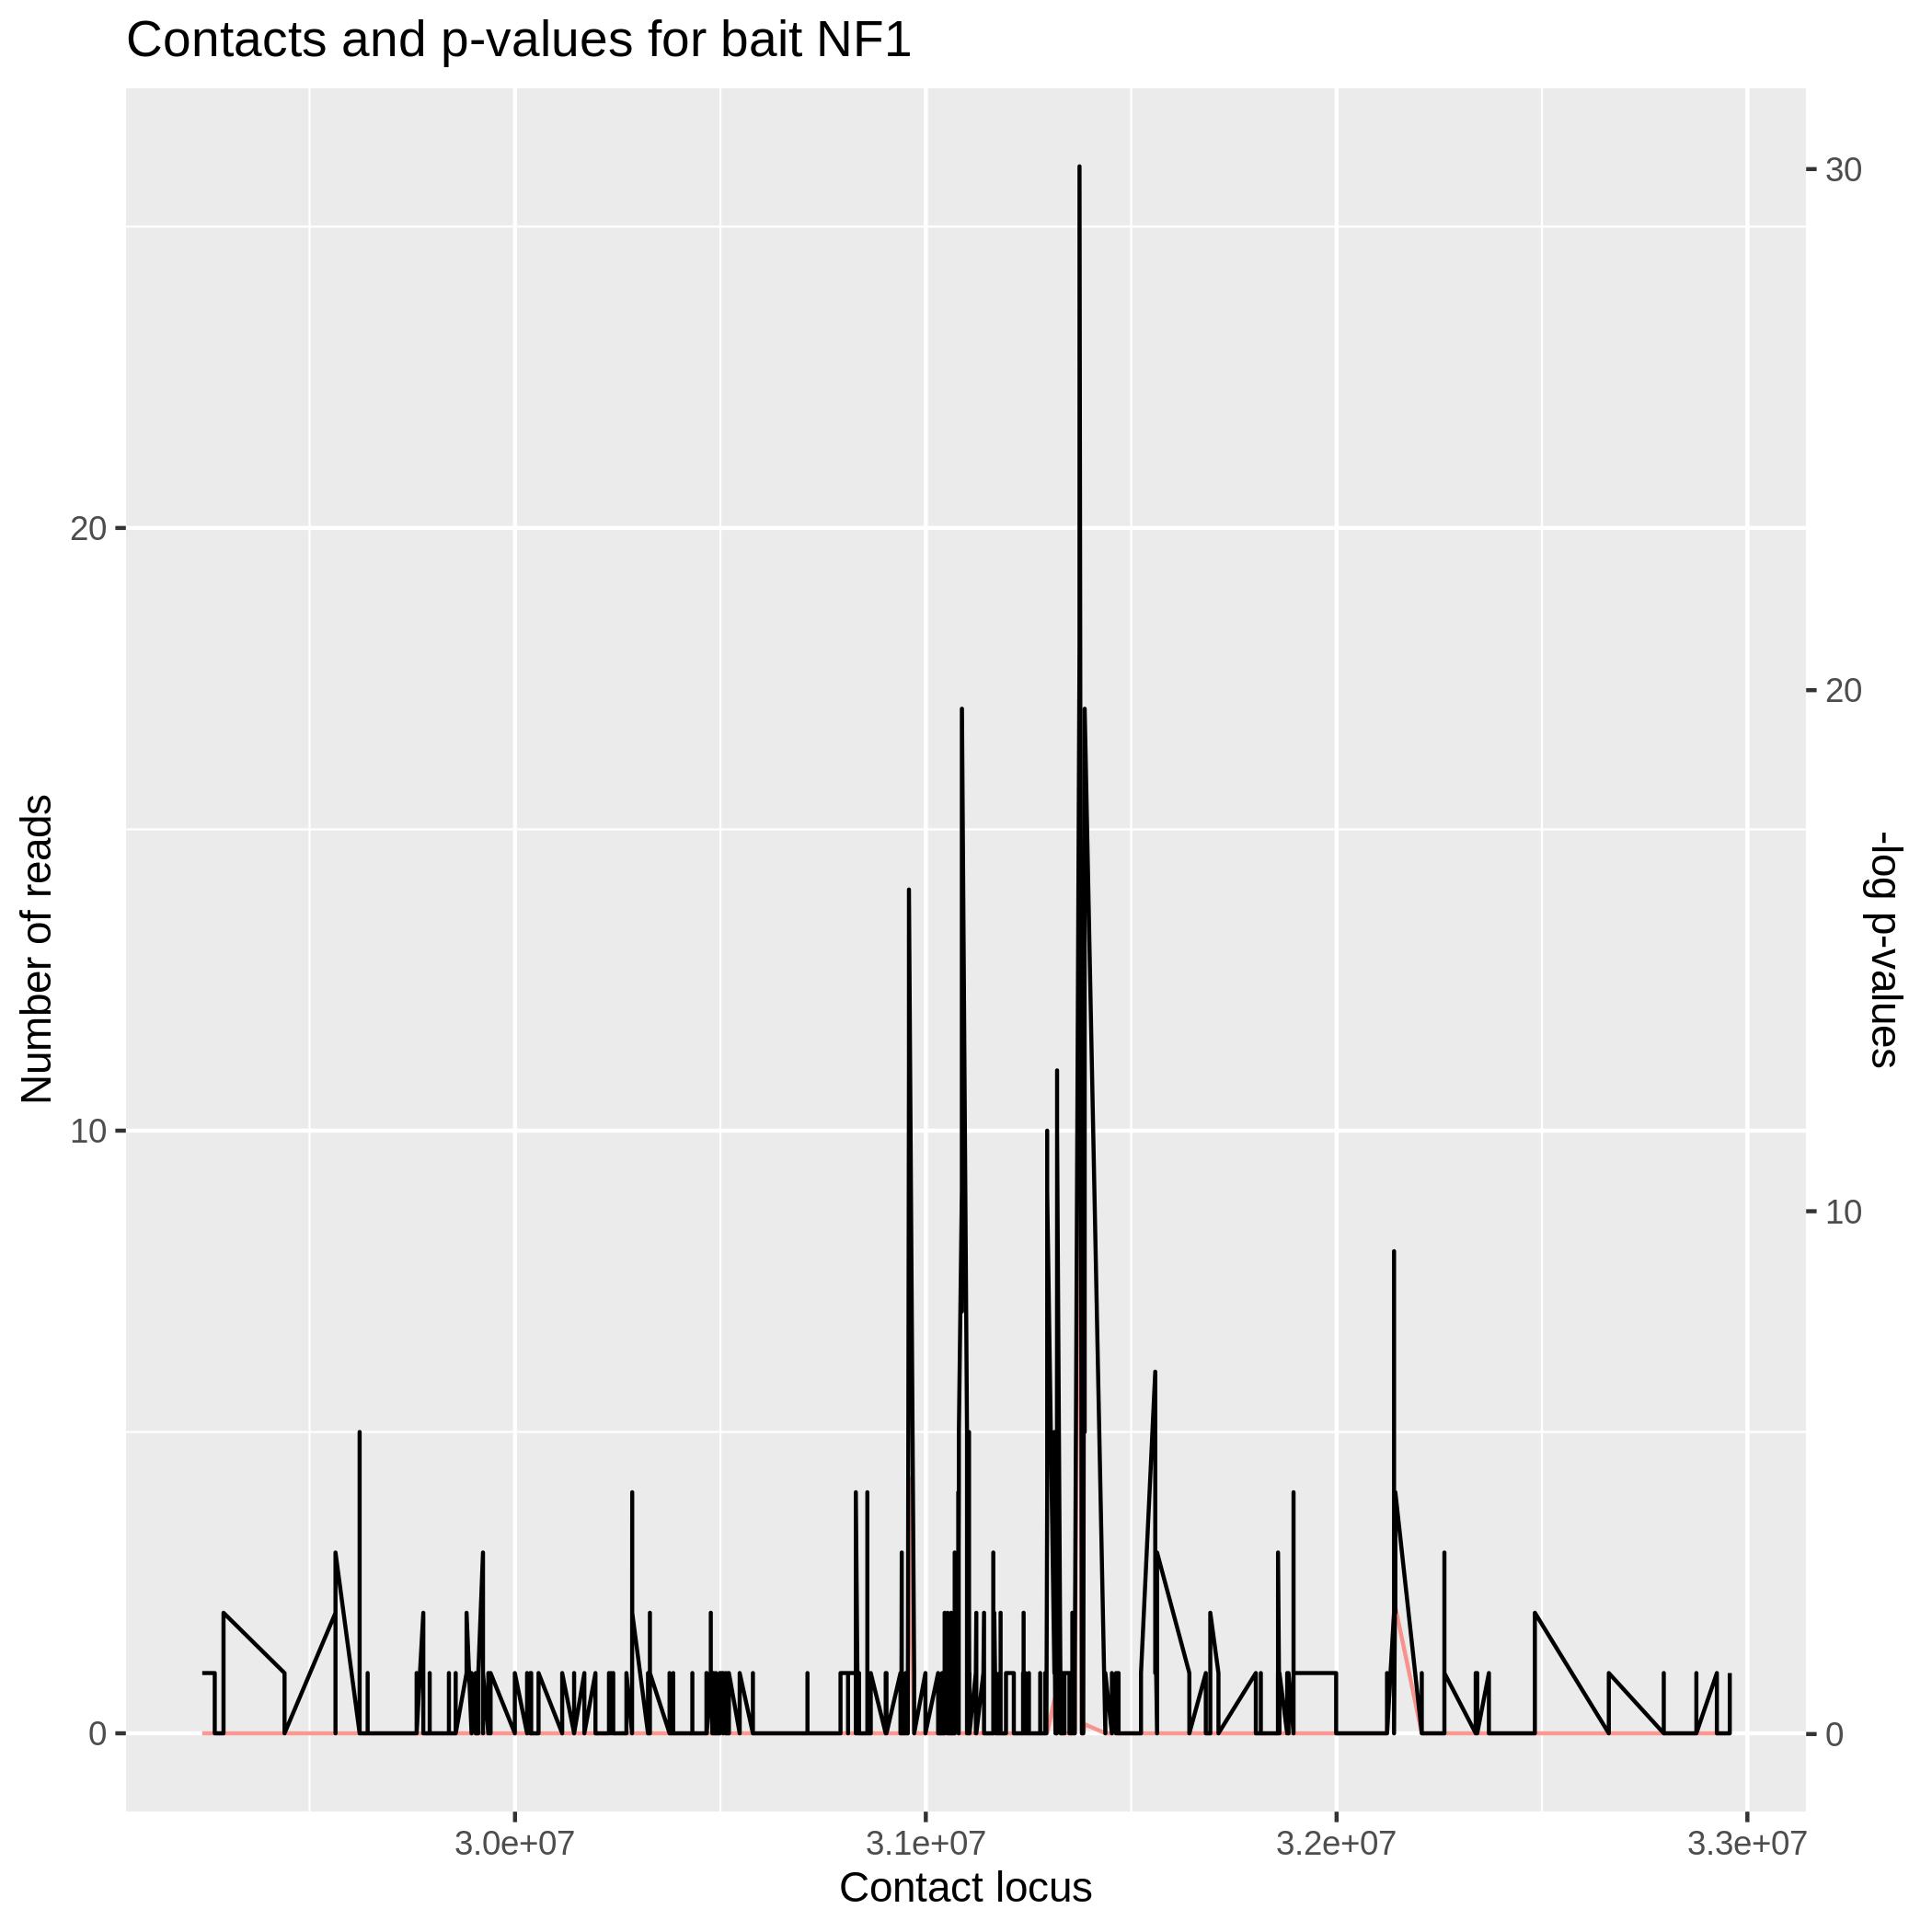 Contacts and p-values for bait NF1
30
20
20
10
10
0
0
Number of reads
-log p-values
3.0e+07
3.1e+07
3.2e+07
3.3e+07
Contact locus